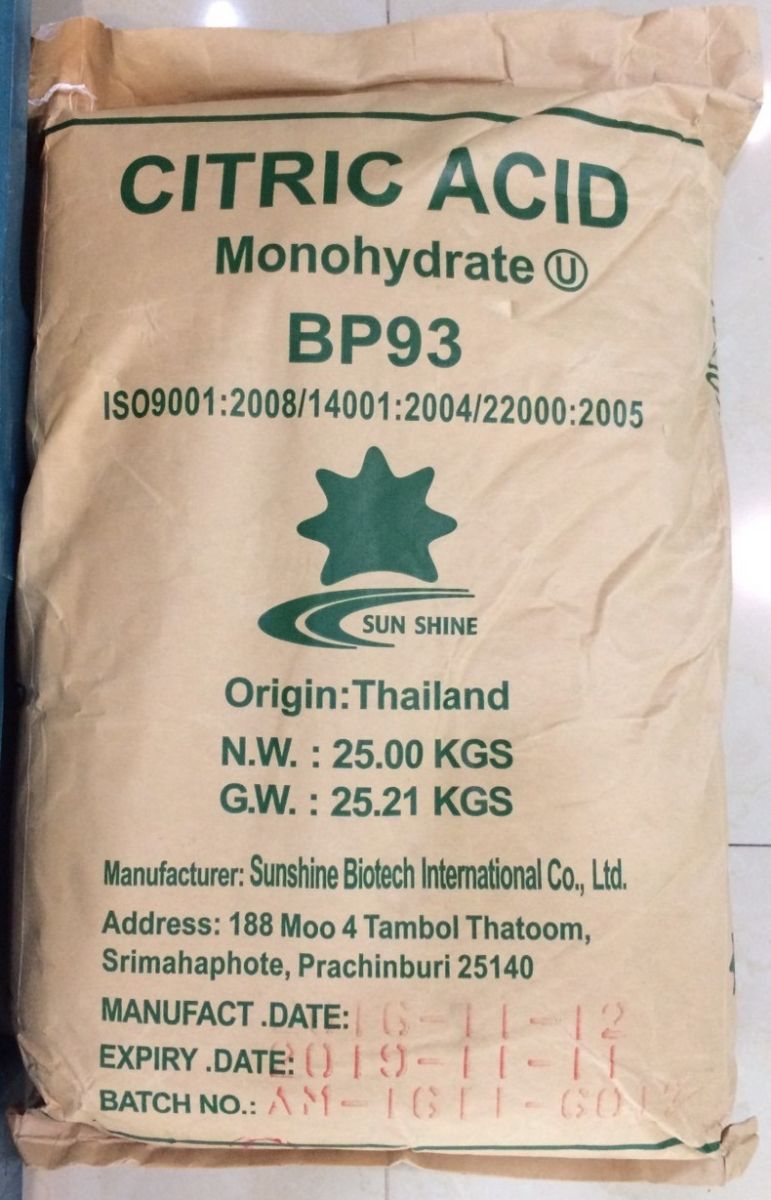 CITRIC ACID
Monohydrate Ⓤ
BP93
ISO9001:2008/14001:2004/22000:2005
SUN SHINE
Origin:Thailand
N.W. : 25.00 KGS
G.W. : 25.21 KGS
Manufacturer: Sunshine Biotech International Co., Ltd.
Address: 188 Moo 4 Tambol Thatoom,
Srimahaphote, Prachinburi 25140
MANUFACT .DATE: 16-11-12
EXPIRY .DATE: 2019-11-11
BATCH NO.: